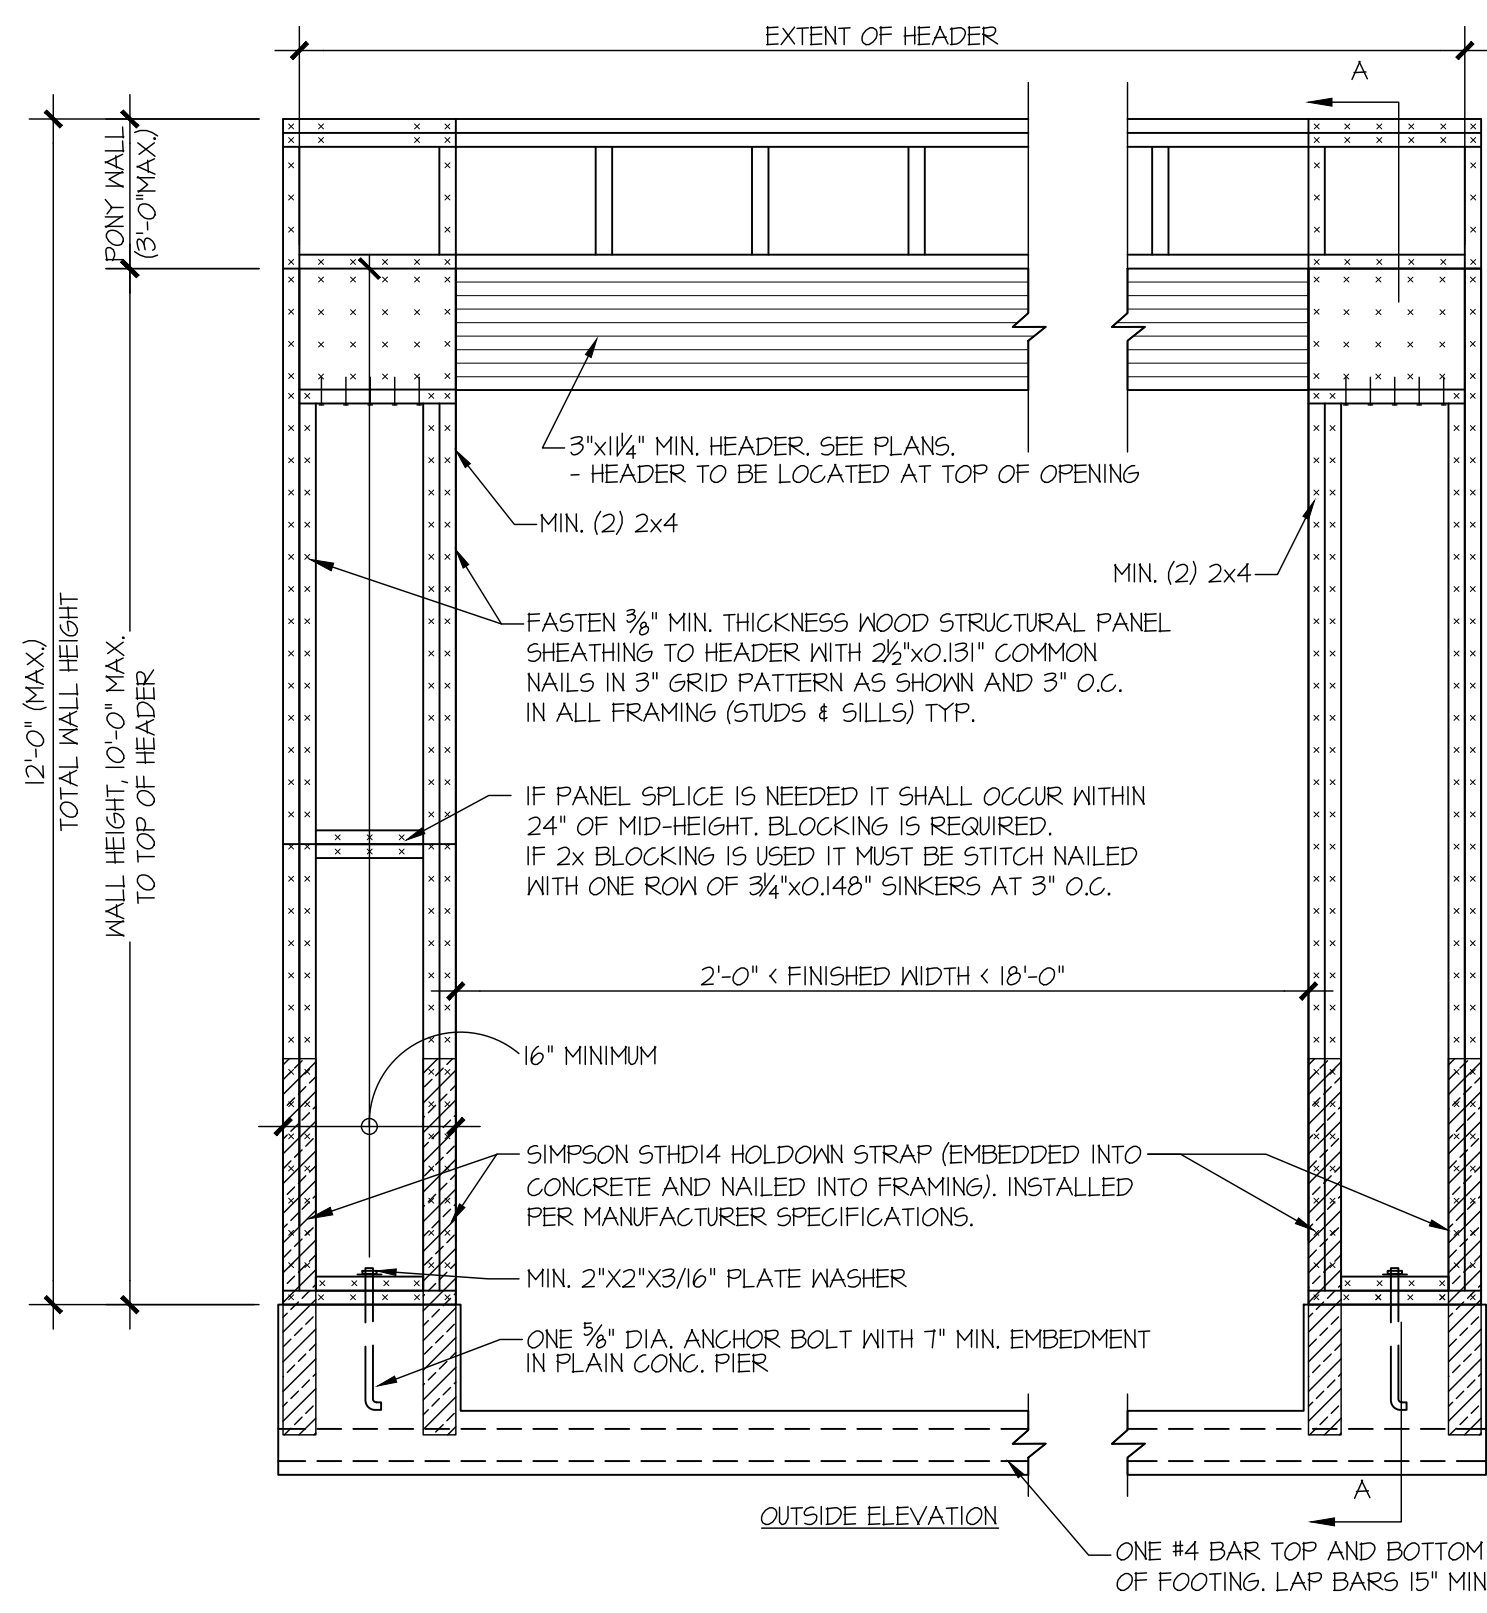 EXTENT OF HEADER
A
PONY WALL
(3'-0"MAX.)
12'-0" (MAX.)
TOTAL WALL HEIGHT
WALL HEIGHT, 10'-0" MAX.
TO TOP OF HEADER
3"x11¼" MIN. HEADER. SEE PLANS.
- HEADER TO BE LOCATED AT TOP OF OPENING
MIN. (2) 2x4
MIN. (2) 2x4
FASTEN ⅜" MIN. THICKNESS WOOD STRUCTURAL PANEL
SHEATHING TO HEADER WITH 2½"x0.131" COMMON
NAILS IN 3" GRID PATTERN AS SHOWN AND 3" O.C.
IN ALL FRAMING (STUDS & SILLS) TYP.
IF PANEL SPLICE IS NEEDED IT SHALL OCCUR WITHIN
24" OF MID-HEIGHT. BLOCKING IS REQUIRED.
IF 2x BLOCKING IS USED IT MUST BE STITCH NAILED
WITH ONE ROW OF 3¼"x0.148" SINKERS AT 3" O.C.
2'-0" < FINISHED WIDTH < 18'-0"
16" MINIMUM
SIMPSON STHD14 HOLDOWN STRAP (EMBEDDED INTO
CONCRETE AND NAILED INTO FRAMING). INSTALLED
PER MANUFACTURER SPECIFICATIONS.
MIN. 2"X2"X3/16" PLATE WASHER
ONE ⅝" DIA. ANCHOR BOLT WITH 7" MIN. EMBEDMENT
IN PLAIN CONC. PIER
A
OUTSIDE ELEVATION
ONE #4 BAR TOP AND BOTTOM
OF FOOTING. LAP BARS 15" MIN